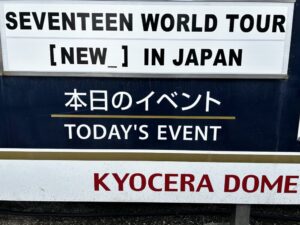 SEVENTEEN WORLD TOUR
[NEW_] IN JAPAN
本日のイベント
TODAY'S EVENT
KYOCERA DOME